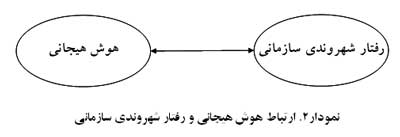 رفتار شهروندی سازمانی
هوش هیجانی
نمودار۲. ارتباط هوش هیجانی و رفتار شهروندی سازمانی